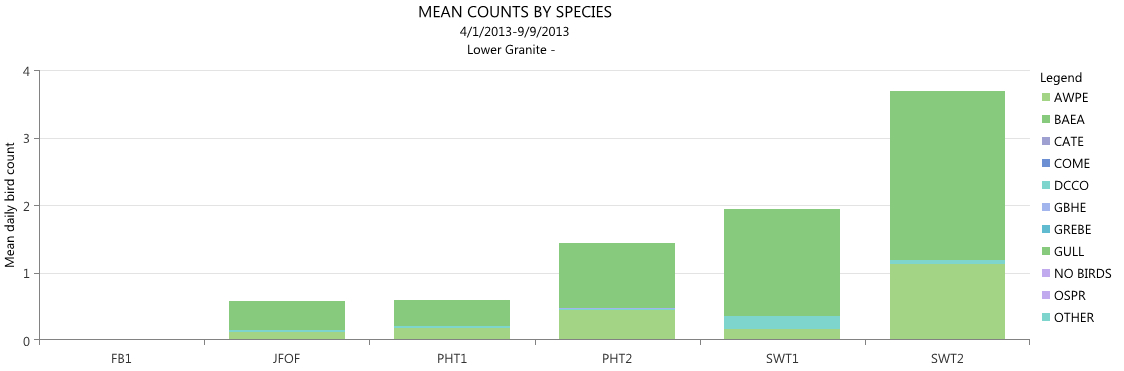 MEAN COUNTS BY SPECIES
4/1/2013-9/9/2013
Lower Granite -
Mean daily bird count
4
3
2
1
0
FB1
JFOF
PHT1
PHT2
SWT1
SWT2
Legend
AWPE
BAEA
CATE
COME
DCCO
GBHE
GREBE
GULL
NO BIRDS
OSPR
OTHER